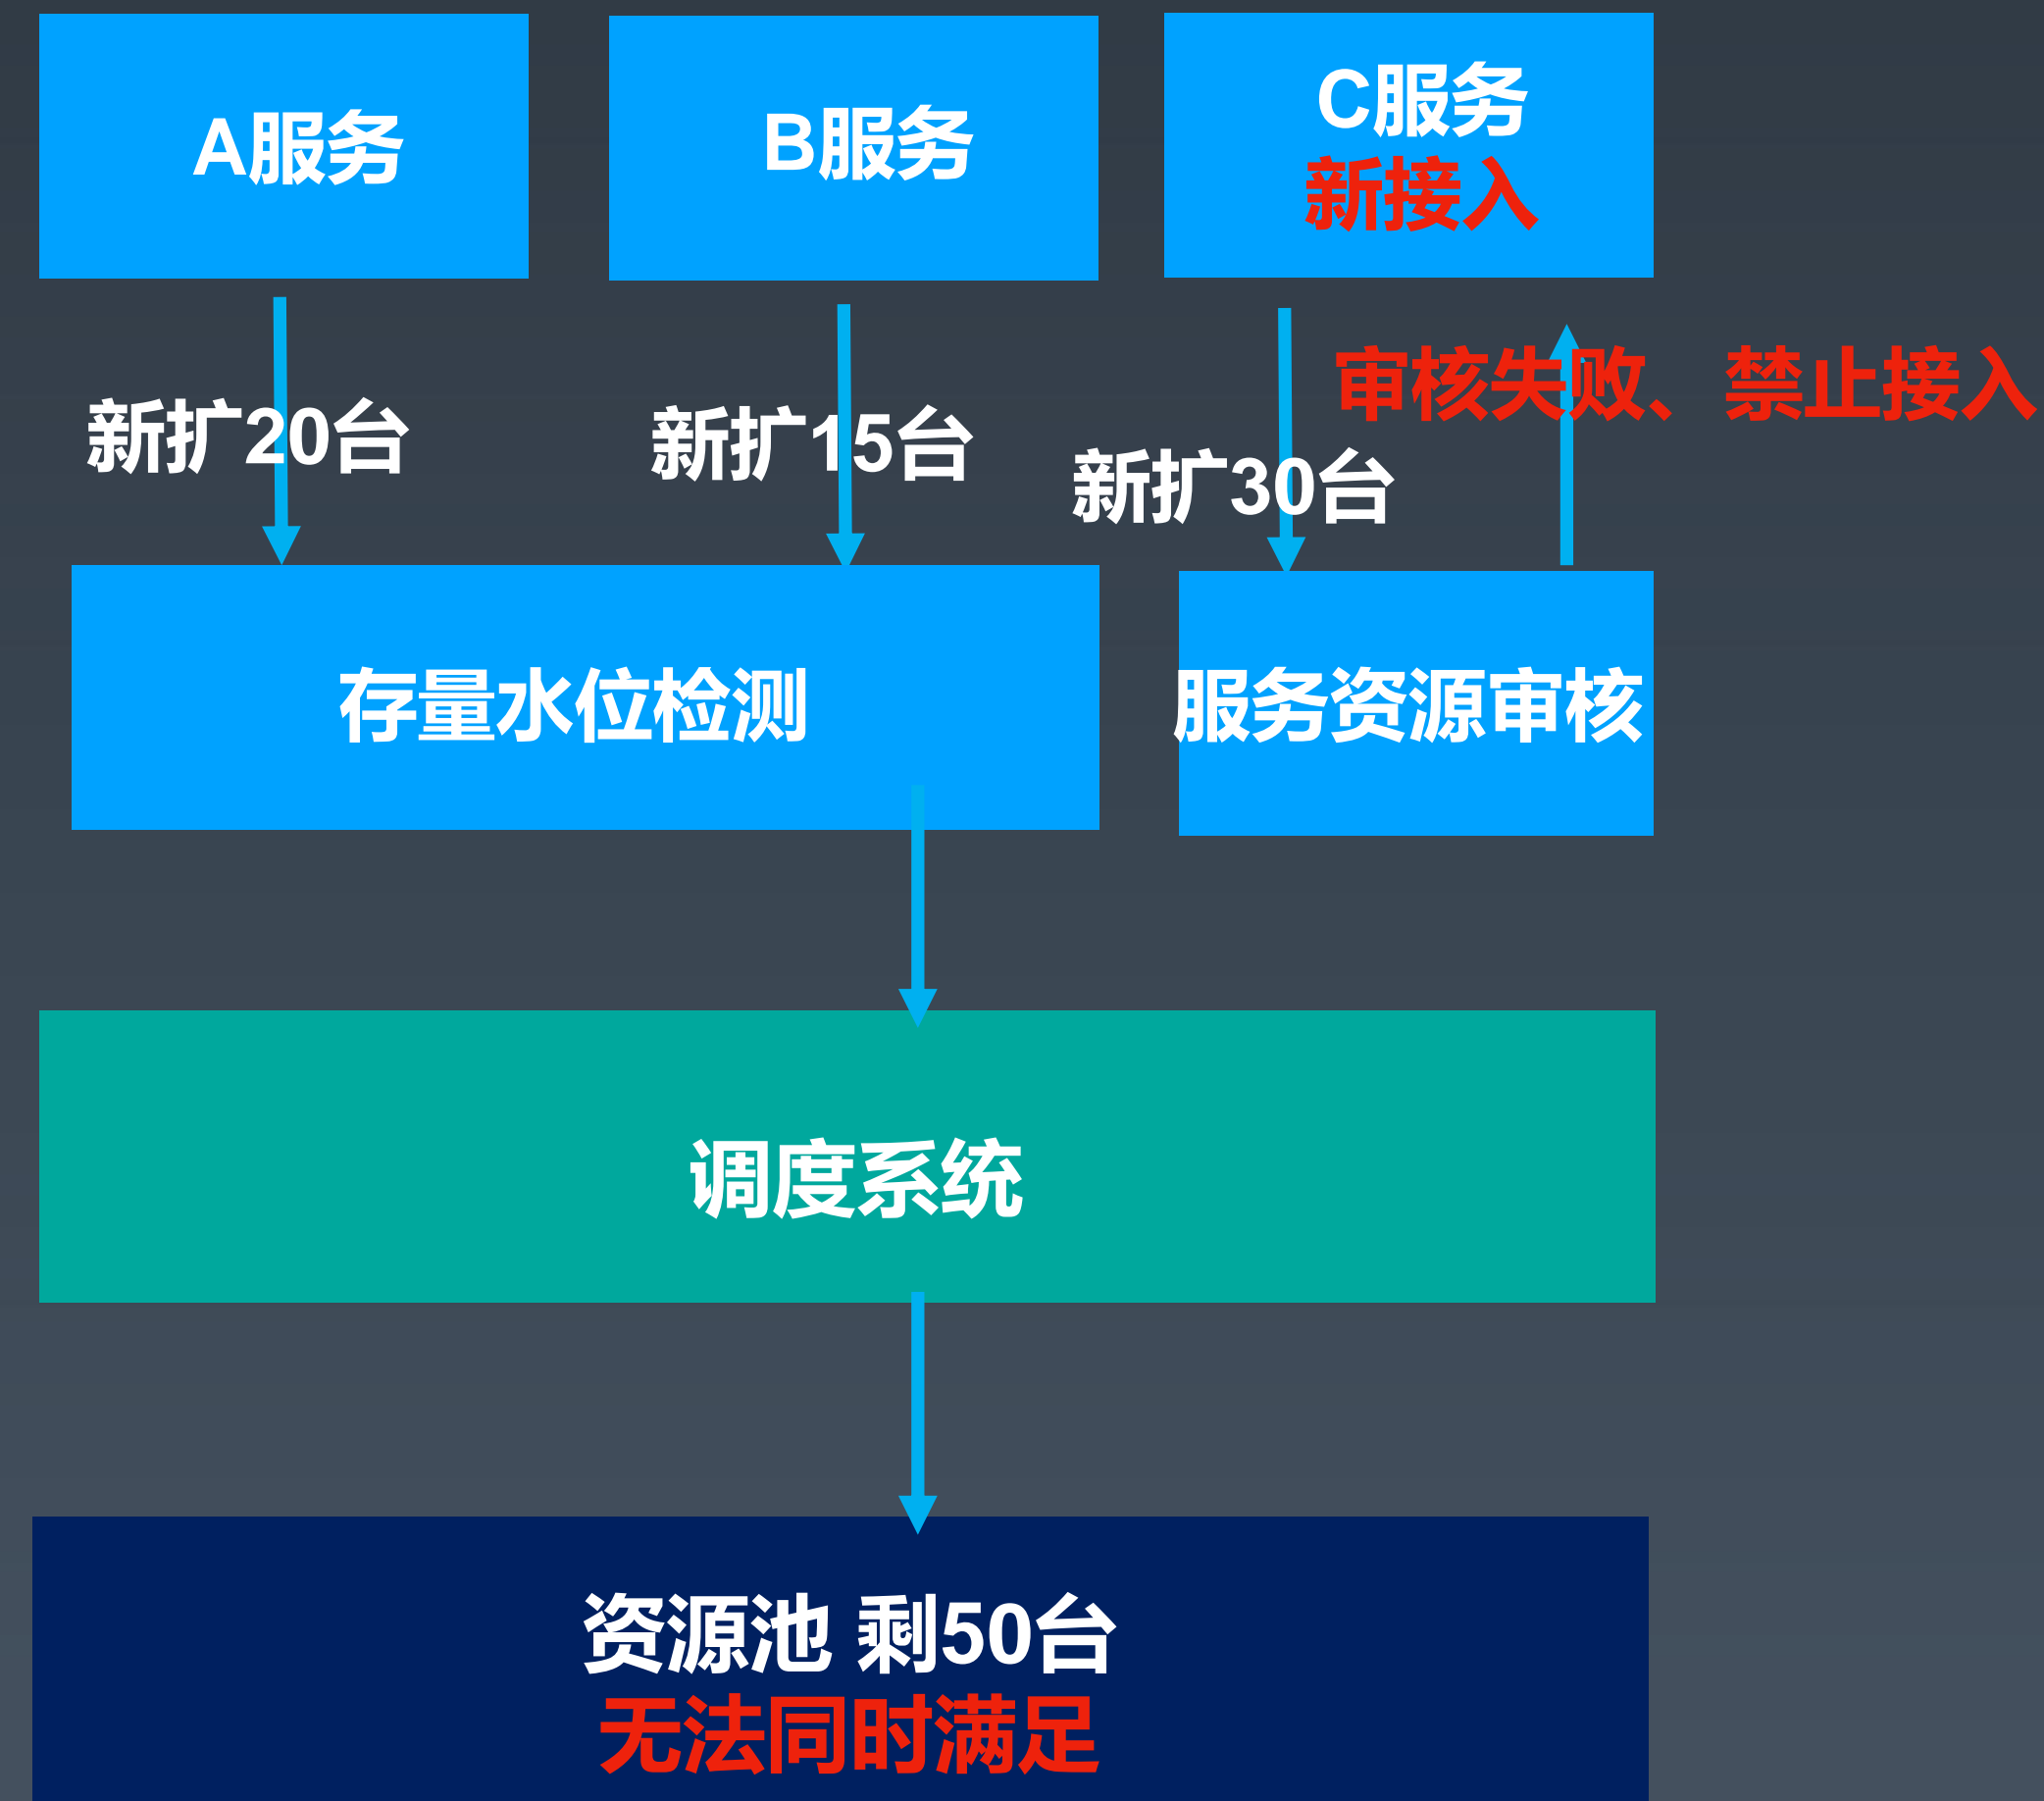 A服务
B服务
C服务
新接入
审核失败、 禁止接入
新扩20台
新扩15台
新扩30台
存量水位检测
服务资源审核
调度系统
资源池 剩50台
无法同时满足